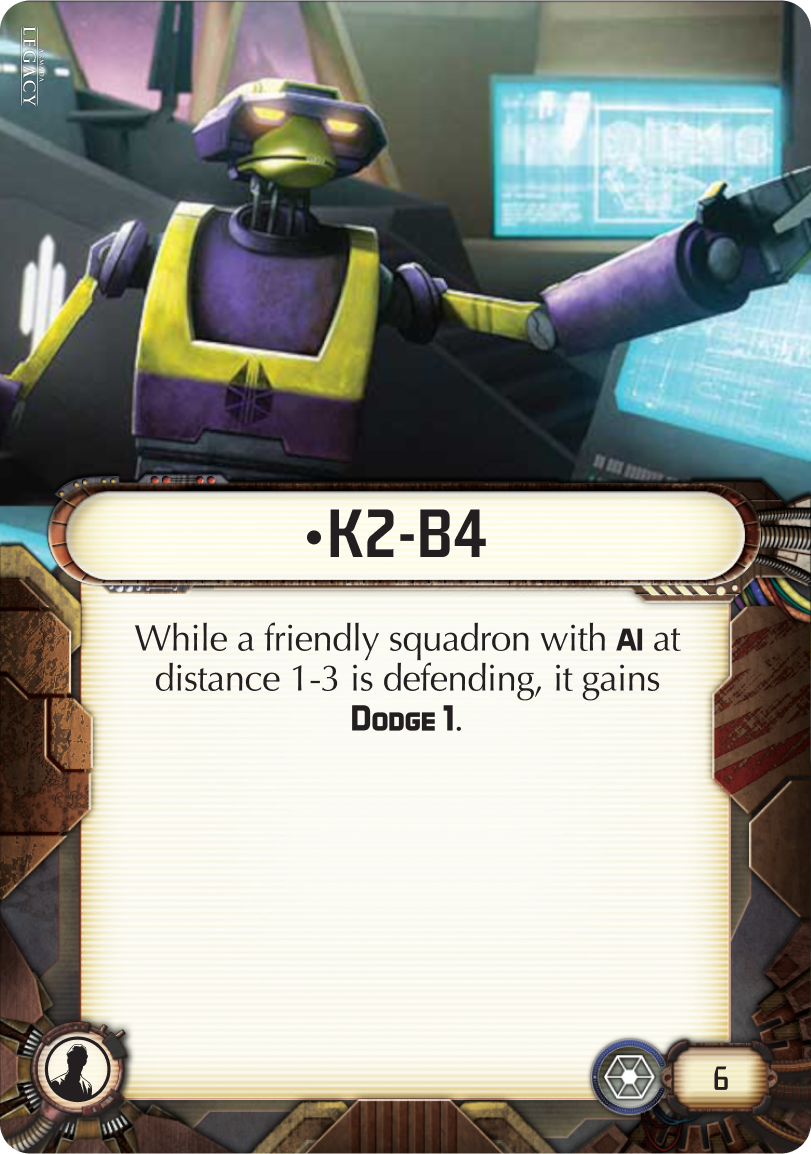 LEGACY
•K2-B4
While a friendly squadron with AI at
distance 1-3 is defending, it gains
DODGE 1.
6